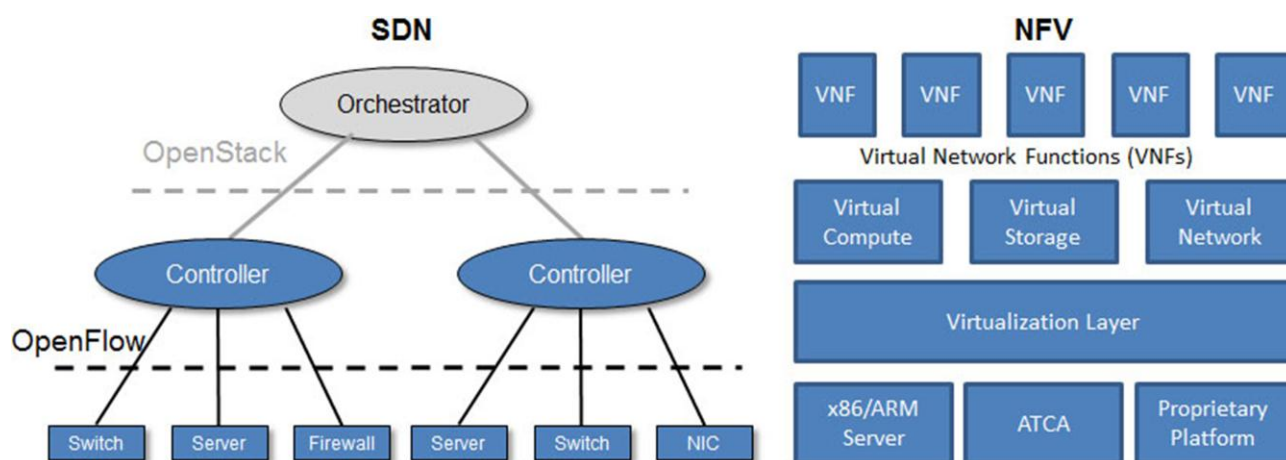 SDN
Orchestrator
OpenStack
Controller
Controller
OpenFlow
Switch
Server
Firewall
Server
Switch
NIC
NFV
VNF
VNF
VNF
VNF
VNF
Virtual Network Functions (VNFs)
Virtual
Compute
Virtual
Storage
Virtual
Network
Virtualization Layer
x86/ARM
Server
ATCA
Proprietary
Platform